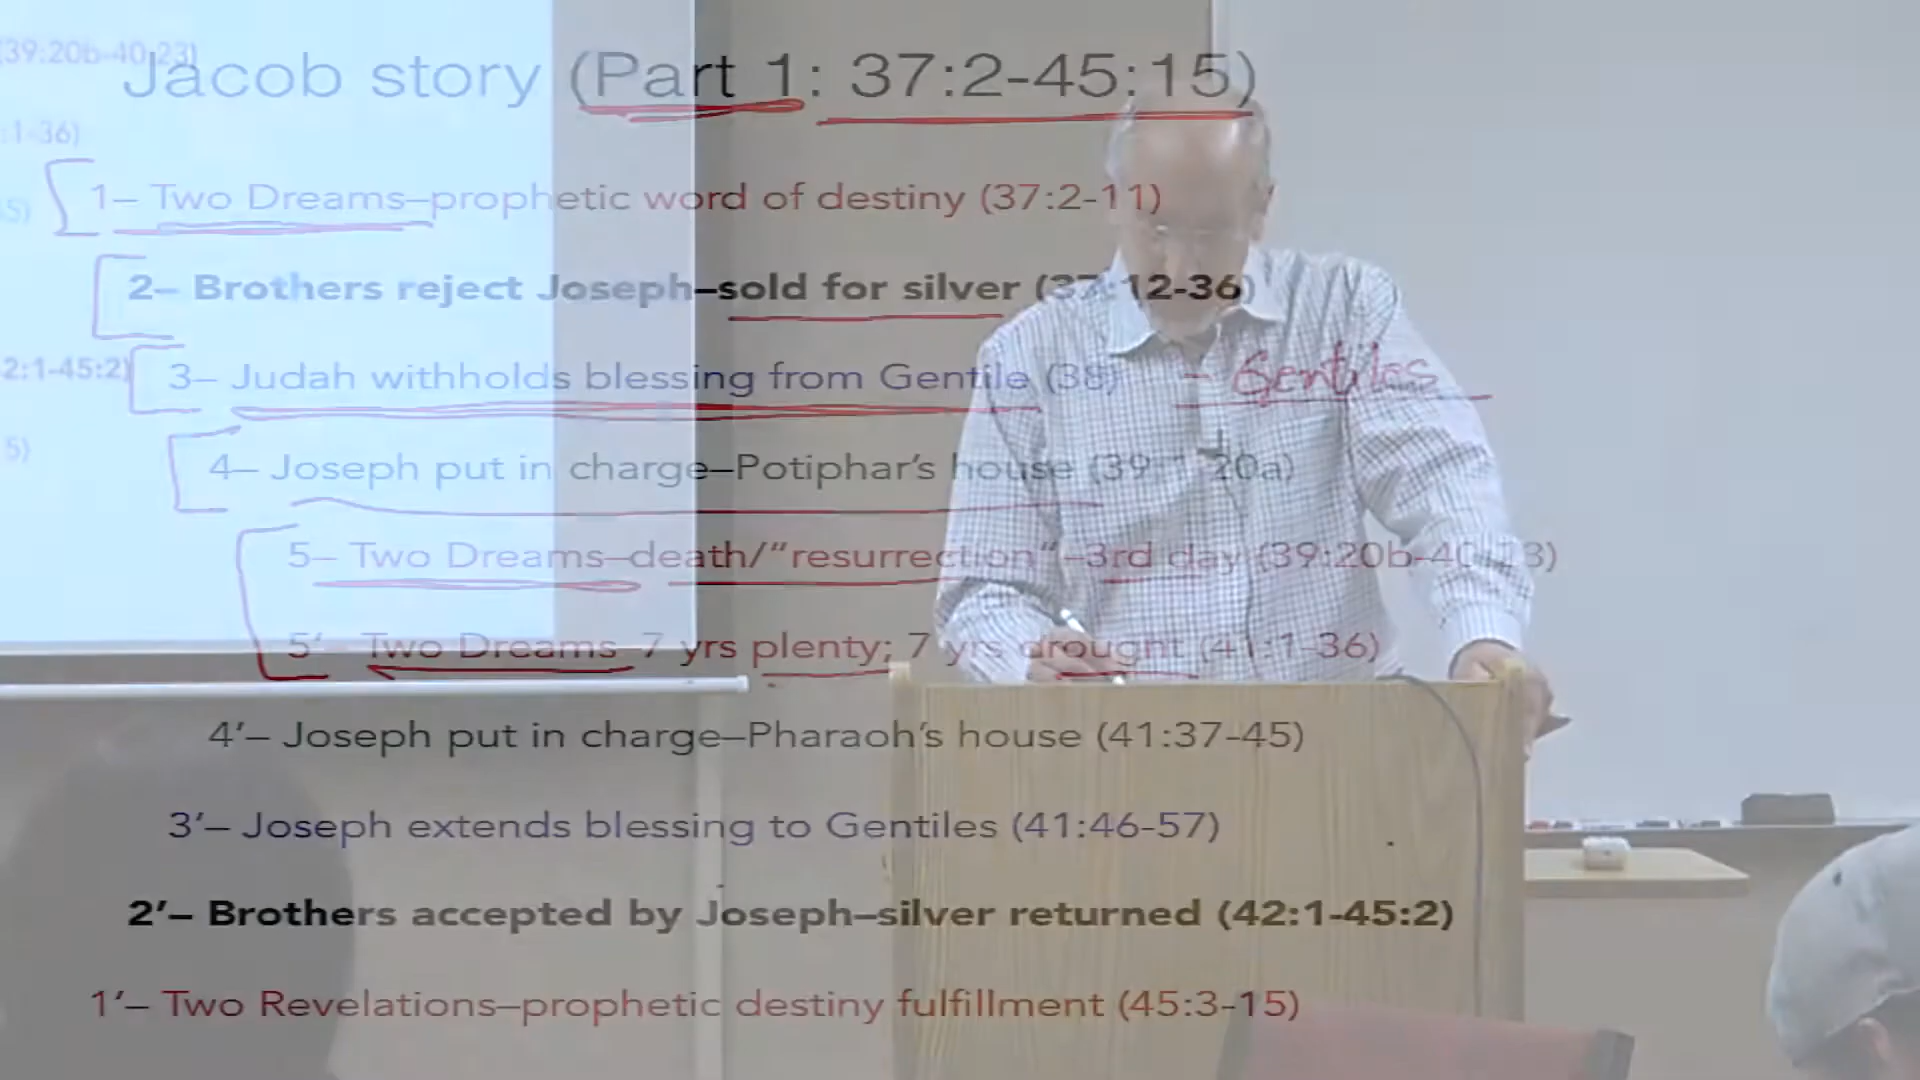 39:20b-40:23)
Jacob story (Part 1: 37:2-45:15)
:1-36)
1– Two Dreams–prophetic word of destiny (37:2-11)
5)
2– Brothers reject Joseph–sold for silver (37:12-36)
2:1-45:2)
3– Judah withholds blessing from Gentile (38) - Gentiles
5)
4– Joseph put in charge–Potiphar’s house (39:1-20a)
5– Two Dreams–death/“resurrection“–3rd day (39:20b-40:23)
5‘ Two Dreams 7 yrs plenty; 7 yrs drought (41:1-36)
4’– Joseph put in charge–Pharaoh’s house (41:37-45)
3’– Joseph extends blessing to Gentiles (41:46-57)
2’– Brothers accepted by Joseph–silver returned (42:1-45:2)
1’– Two Revelations–prophetic destiny fulfillment (45:3-15)